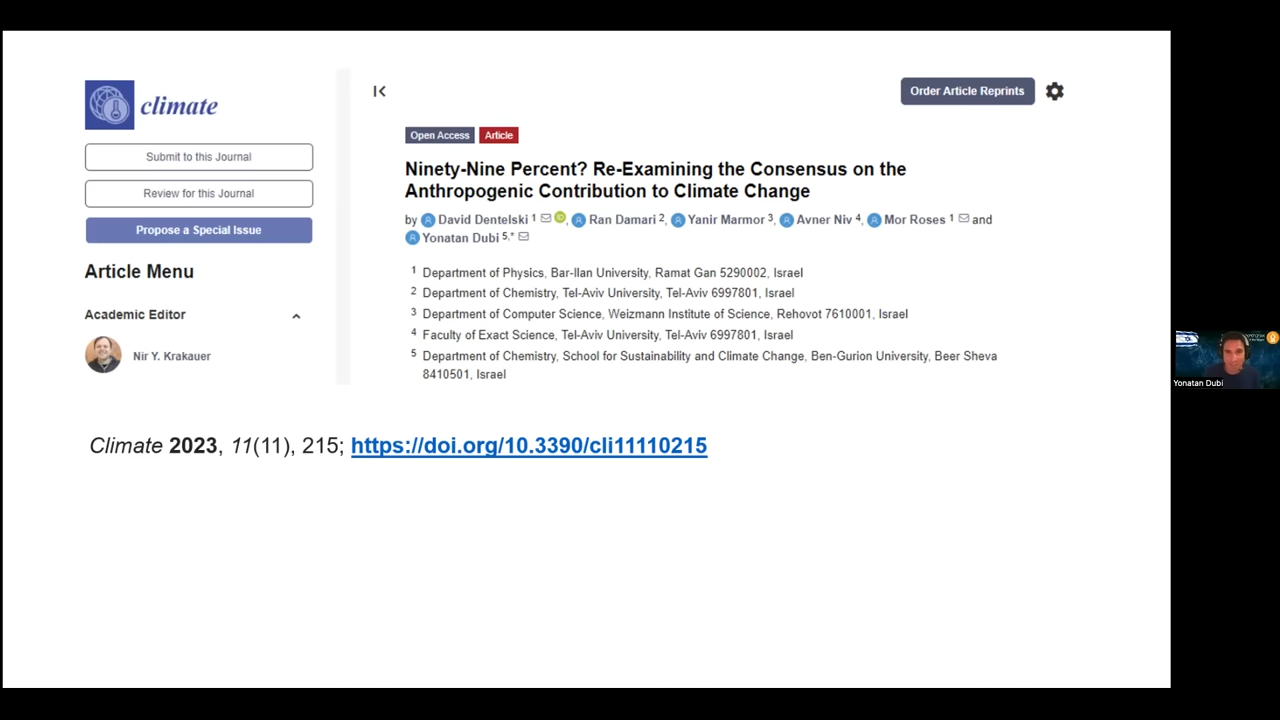 climate
Submit to this Journal
Review for this Journal
Propose a Special Issue
Article Menu
Academic Editor
Nir Y. Krakauer
Order Article Reprints
Open Access Article
Ninety-Nine Percent? Re-Examining the Consensus on the
Anthropogenic Contribution to Climate Change
by David Dentelski 1, Ran Damari 2, Yanir Marmor 3, Avner Niv 4, Mor Roses 1 and
Yonatan Dubi 5,*
1 Department of Physics, Bar-Ilan University, Ramat Gan 5290002, Israel
2 Department of Chemistry, Tel-Aviv University, Tel-Aviv 6997801, Israel
3 Department of Computer Science, Weizmann Institute of Science, Rehovot 7610001, Israel
4 Faculty of Exact Science, Tel-Aviv University, Tel-Aviv 6997801, Israel
5 Department of Chemistry, School for Sustainability and Climate Change, Ben-Gurion University, Beer Sheva
8410501, Israel
Climate 2023, 11(11), 215; https://doi.org/10.3390/cli11110215
Yonatan Dubi